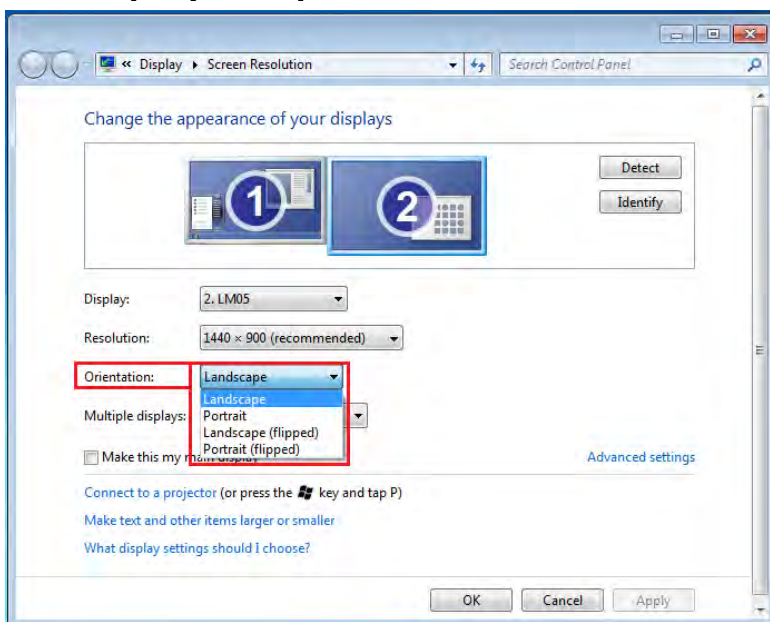 « Display ▸ Screen Resolution
Search Control Panel
Change the appearance of your displays
1
2
Detect
Identify
Display: 2. LM05
Resolution: 1440 × 900 (recommended)
Orientation: Landscape
Landscape
Multiple displays: Portrait
Landscape (flipped)
Portrait (flipped)
Make this my main display
Advanced settings
Connect to a projector (or press the key and tap P)
Make text and other items larger or smaller
What display settings should I choose?
OK Cancel Apply